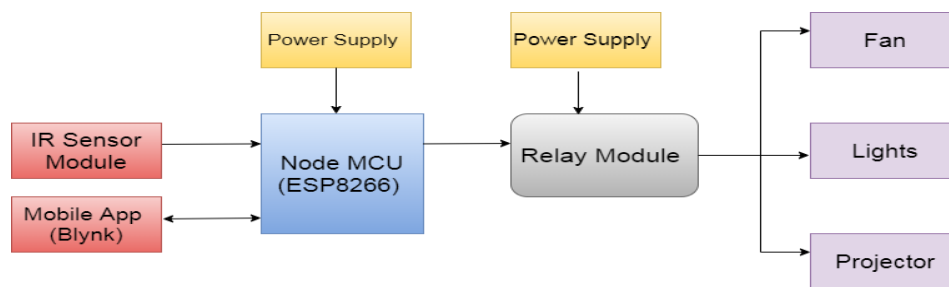 Power Supply
Power Supply
Fan
IR Sensor
Module
Node MCU
(ESP8266)
Relay Module
Lights
Mobile App
(Blynk)
Projector